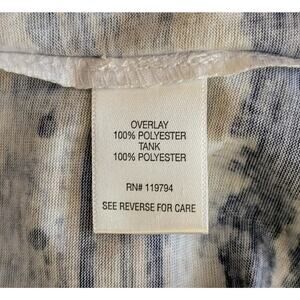 OVERLAY
100% POLYESTER
TANK
100% POLYESTER
RN# 119794
SEE REVERSE FOR CARE